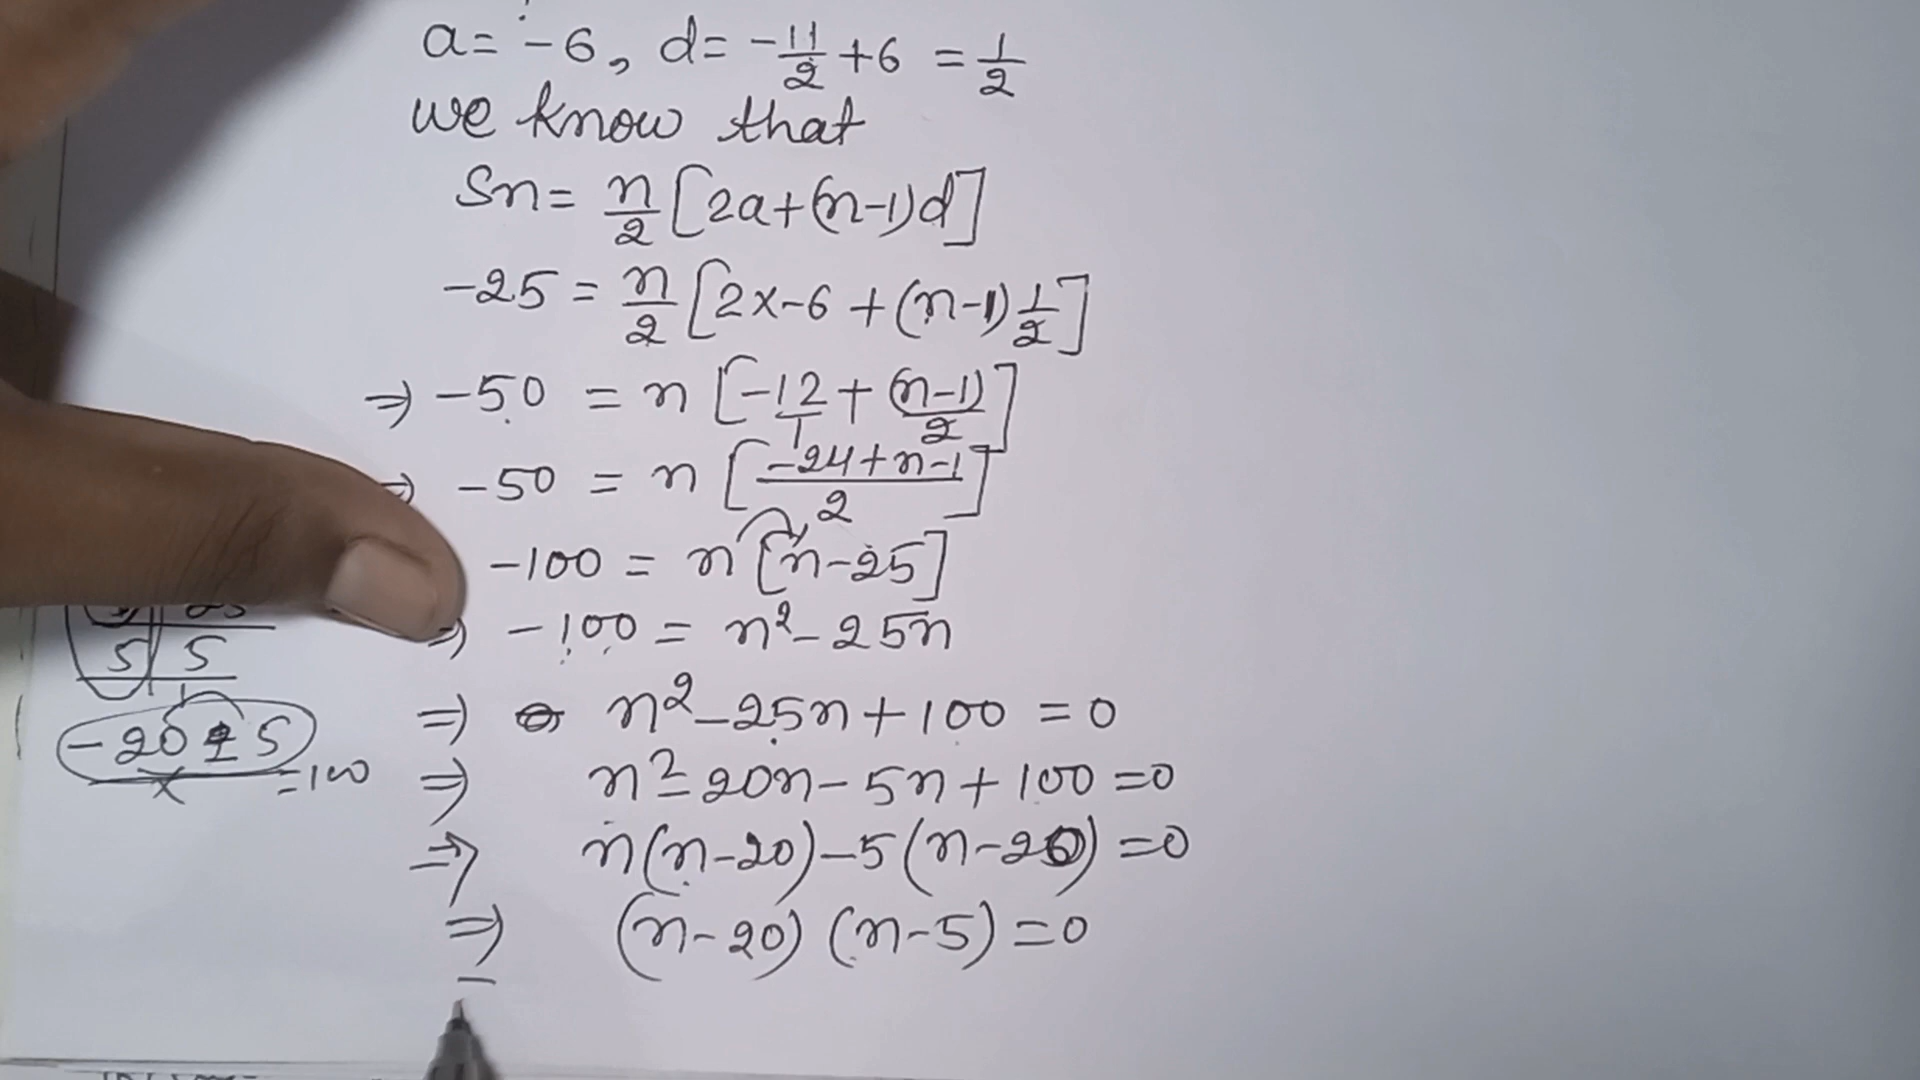 a = -6, d = -11/2 + 6 = 1/2
we know that
Sn = n/2 [2a+(n-1)d]
-25 = n/2 [2x-6 + (n-1) 1/2]
⇒ -50 = n [-12/1 + (n-1)/2]
⇒ -50 = n [(-24+n-1)/2]
-100 = n [n-25]
⇒ -100 = n² - 25n
⇒ n² - 25n + 100 = 0
⇒ n² - 20n - 5n + 100 = 0
⇒ n(n-20) - 5(n-20) = 0
⇒ (n-20) (n-5) = 0
5 | 5
1
-20 5
x = 100